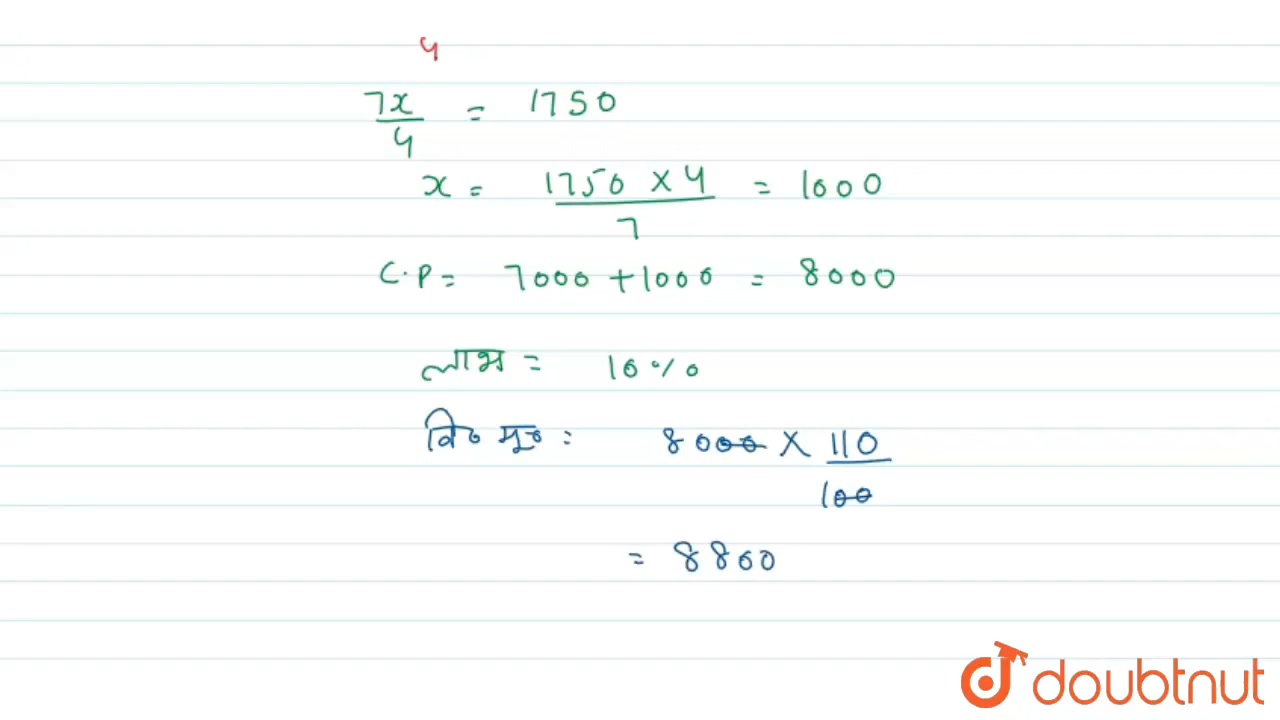 4
7x/4 = 1750
x = 1750 × 4/7 = 1000
C.P = 7000 + 1000 = 8000
लाभ = 10%
वि० मू० = 8000 × 110/100
= 8800
doubtnut